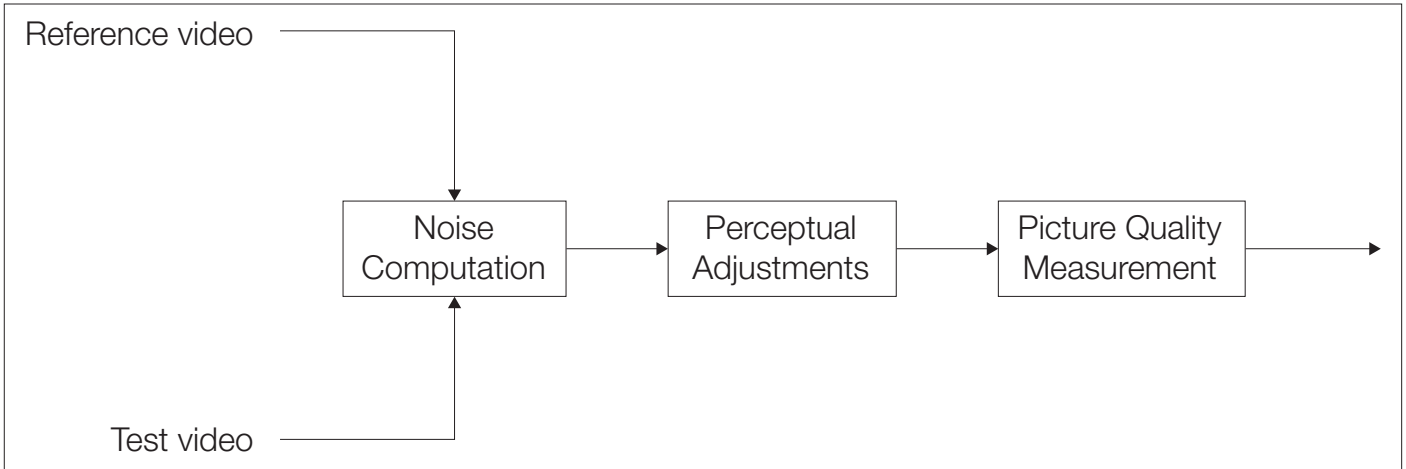 Reference video
Noise
Computation
Perceptual
Adjustments
Picture Quality
Measurement
Test video